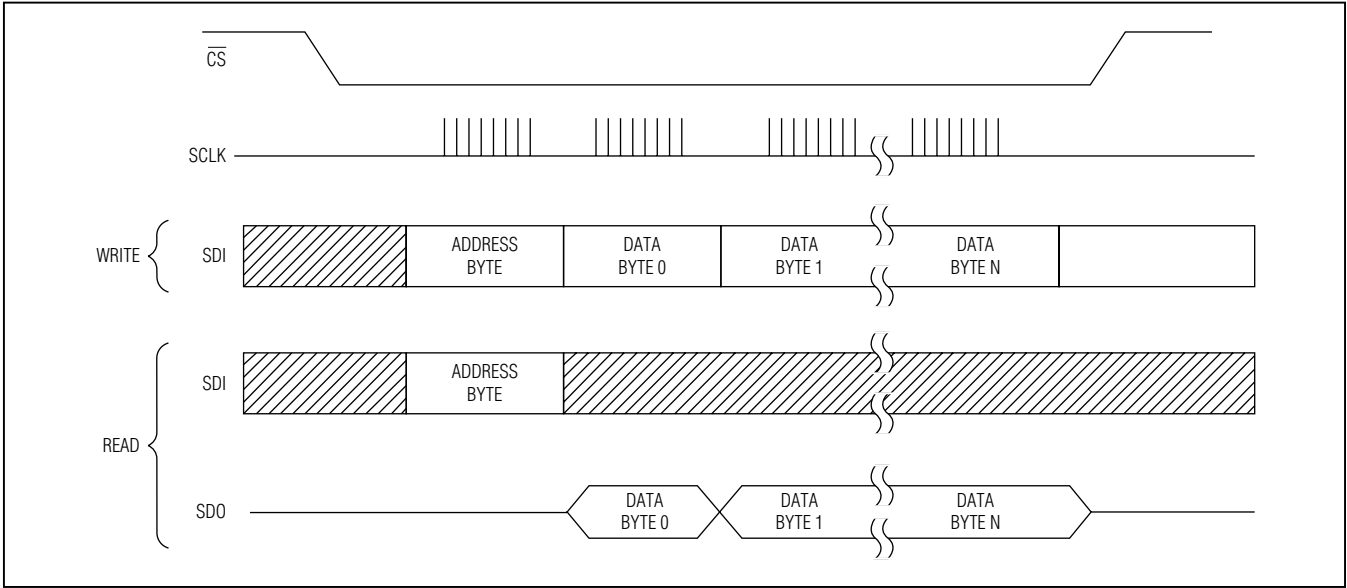 C̅S̅
SCLK
WRITE
SDI
ADDRESS
BYTE
DATA
BYTE 0
DATA
BYTE 1
DATA
BYTE N
READ
SDI
ADDRESS
BYTE
SDO
DATA
BYTE 0
DATA
BYTE 1
DATA
BYTE N